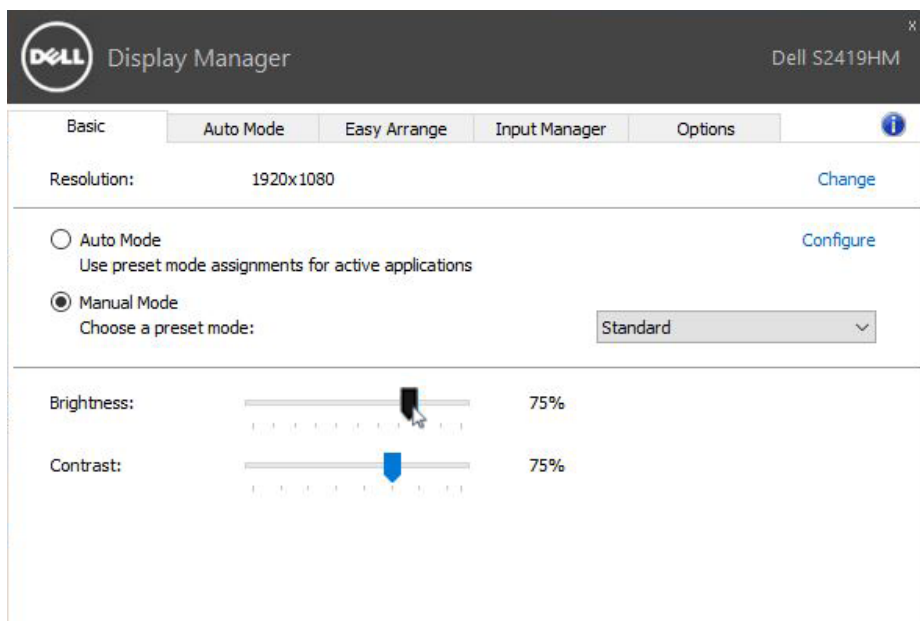 DELL Display Manager
x
Dell S2419HM
Basic Auto Mode Easy Arrange Input Manager Options
Resolution: 1920x1080 Change
Auto Mode Configure
Use preset mode assignments for active applications
Manual Mode
Choose a preset mode: Standard
Brightness: 75%
Contrast: 75%